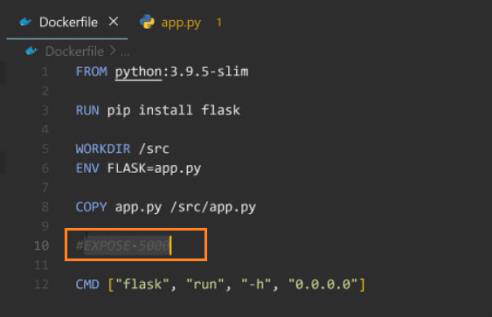 Dockerfile X app.py 1
Dockerfile > ...
1 FROM python:3.9.5-slim
2
3 RUN pip install flask
4
5 WORKDIR /src
6 ENV FLASK=app.py
7
8 COPY app.py /src/app.py
9
10 #EXPOSE·5000
11
12 CMD ["flask", "run", "-h", "0.0.0.0"]